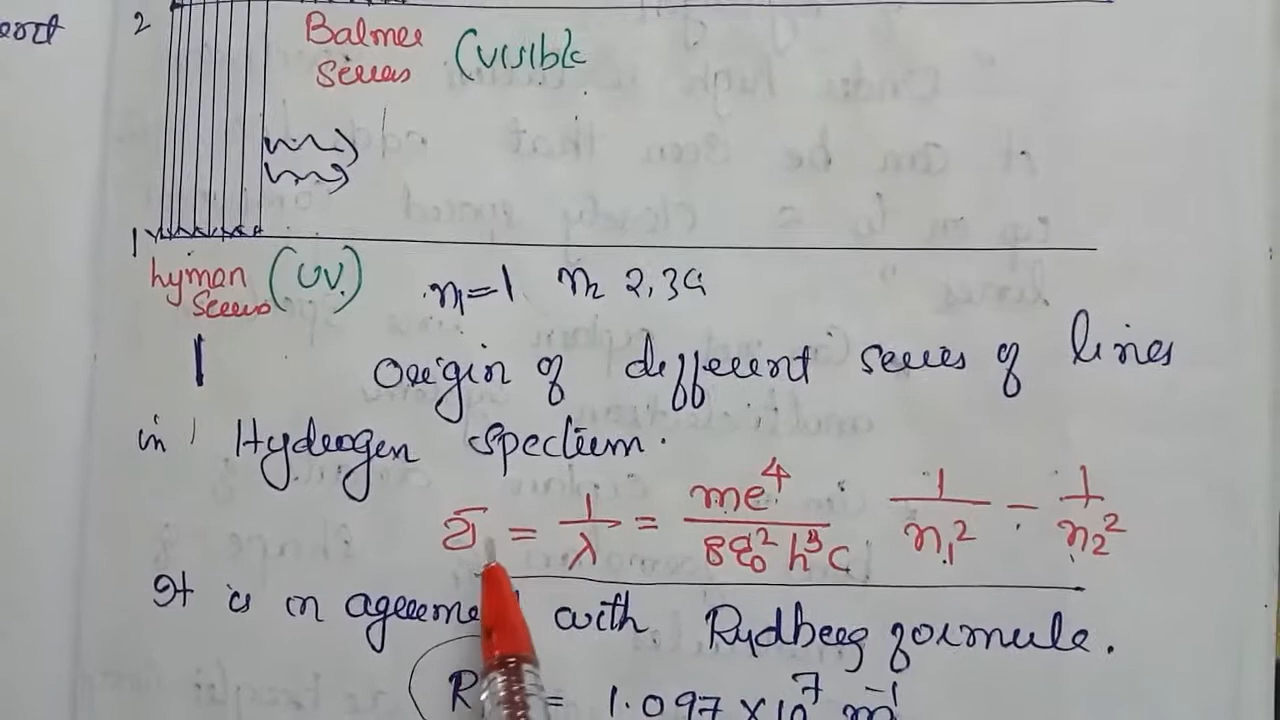 2 Balmer (Visible
Series
1
Lyman (UV)
Series n₁=1 n₂ 2,3,4
Origin of different series of lines
in Hydrogen Spectrum.
ν̅ = 1/λ = me⁴/8ε₀²h³c 1/n₁² − 1/n₂²
It is in agreeme with Rydberg formula.
R = 1.097 ×10⁷ m⁻¹